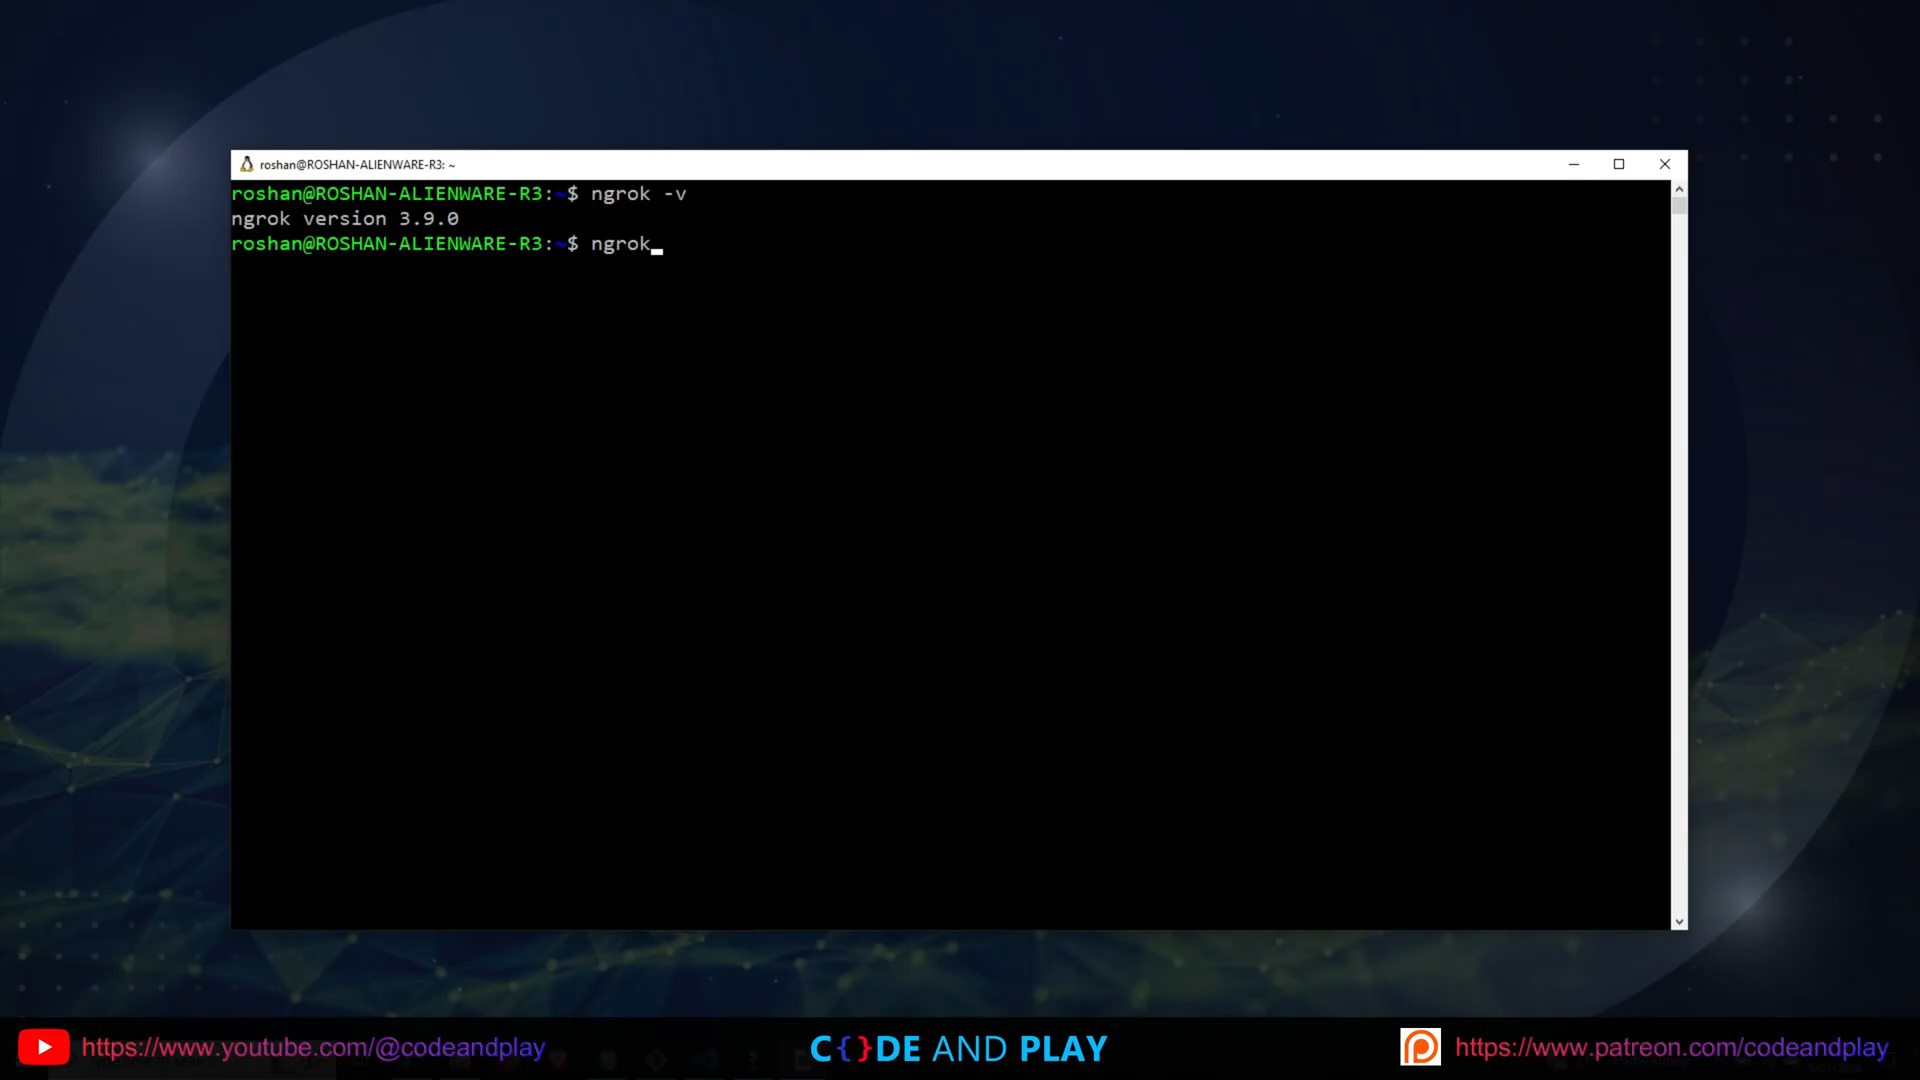 roshan@ROSHAN-ALIENWARE-R3: ~
roshan@ROSHAN-ALIENWARE-R3:~$ ngrok -v
ngrok version 3.9.0
roshan@ROSHAN-ALIENWARE-R3:~$ ngrok
https://www.youtube.com/@codeandplay
C{}DE AND PLAY
https://www.patreon.com/codeandplay